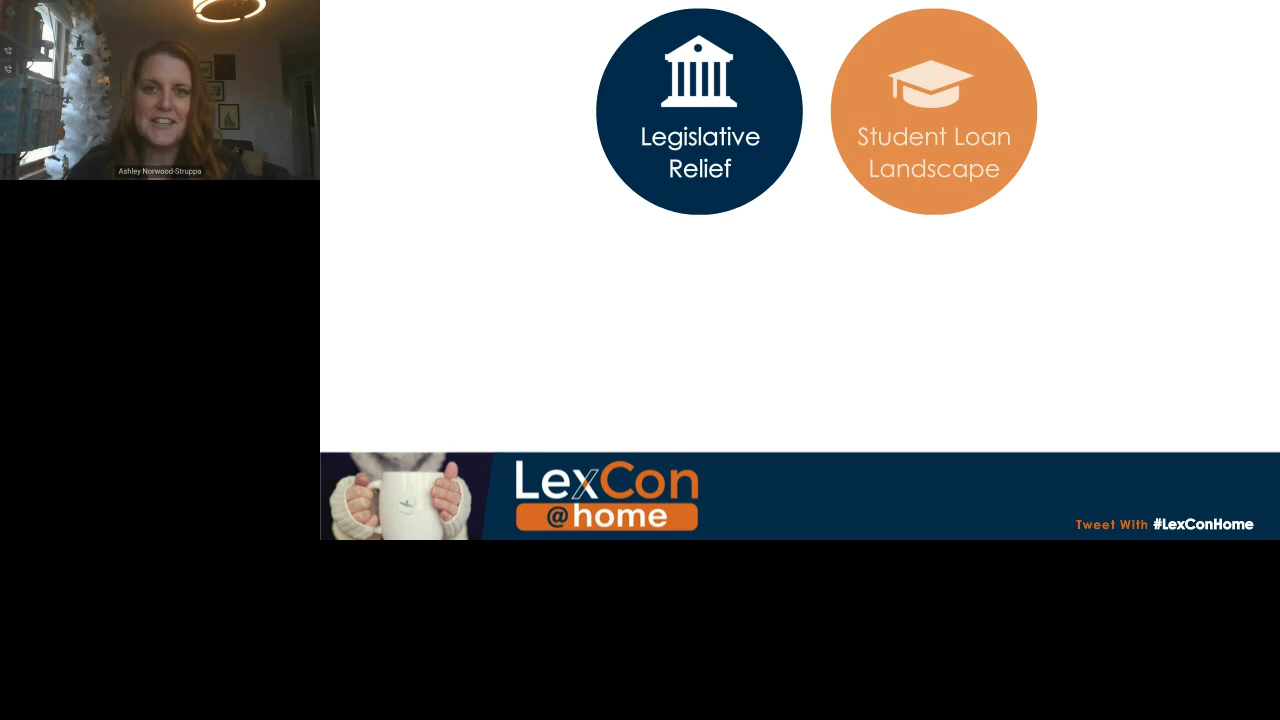 Ashley Norwood-Struppa
Legislative
Relief
Student Loan
Landscape
LexCon
@home
Tweet With #LexConHome